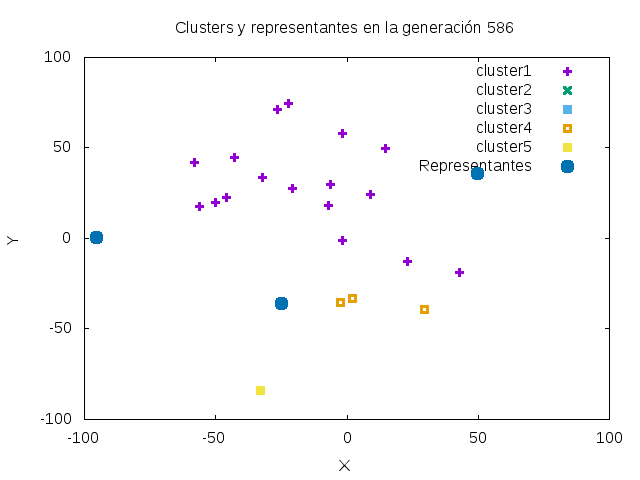 Clusters y representantes en la generación 586
100
cluster1
cluster2
cluster3
cluster4
50
cluster5
Representantes
Y
0
-50
-100
-100
-50
0
50
100
X